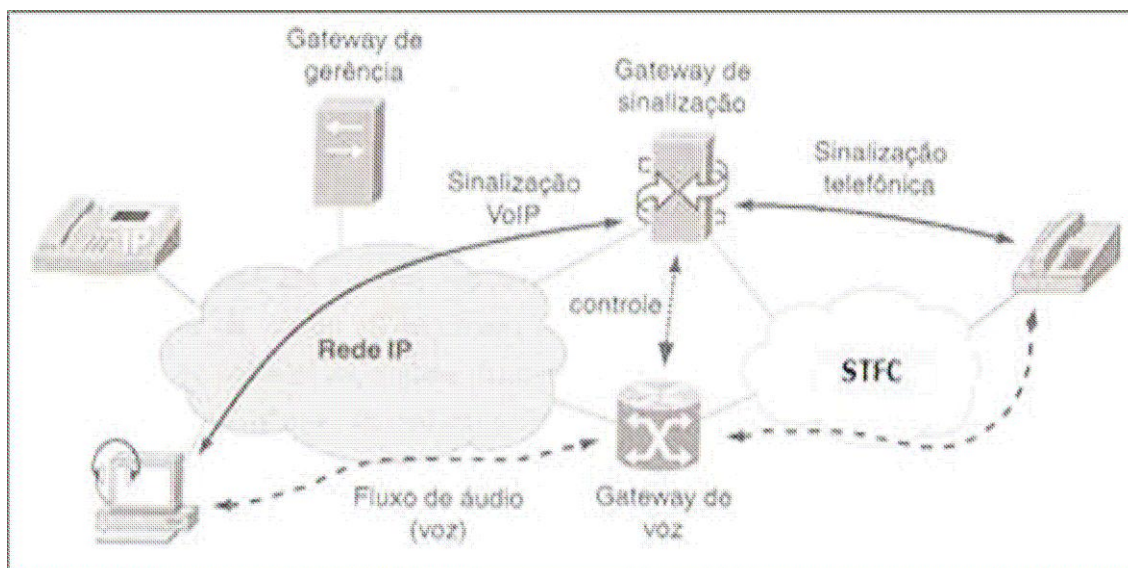 Gateway de
gerência
Gateway de
sinalização
Sinalização
VoIP
Sinalização
telefônica
IP
controle
Rede IP
STFC
Fluxo de áudio
(voz)
Gateway de
voz